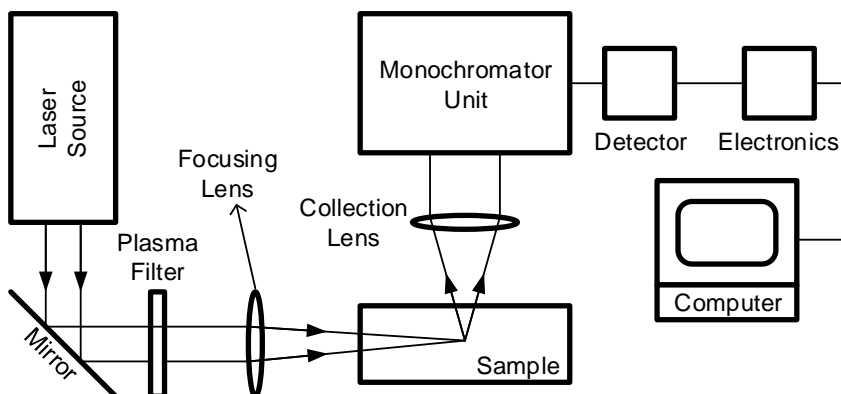 Laser
Source
Monochromator
Unit
Detector
Electronics
Focusing
Lens
Collection
Lens
Plasma
Filter
Computer
Mirror
Sample